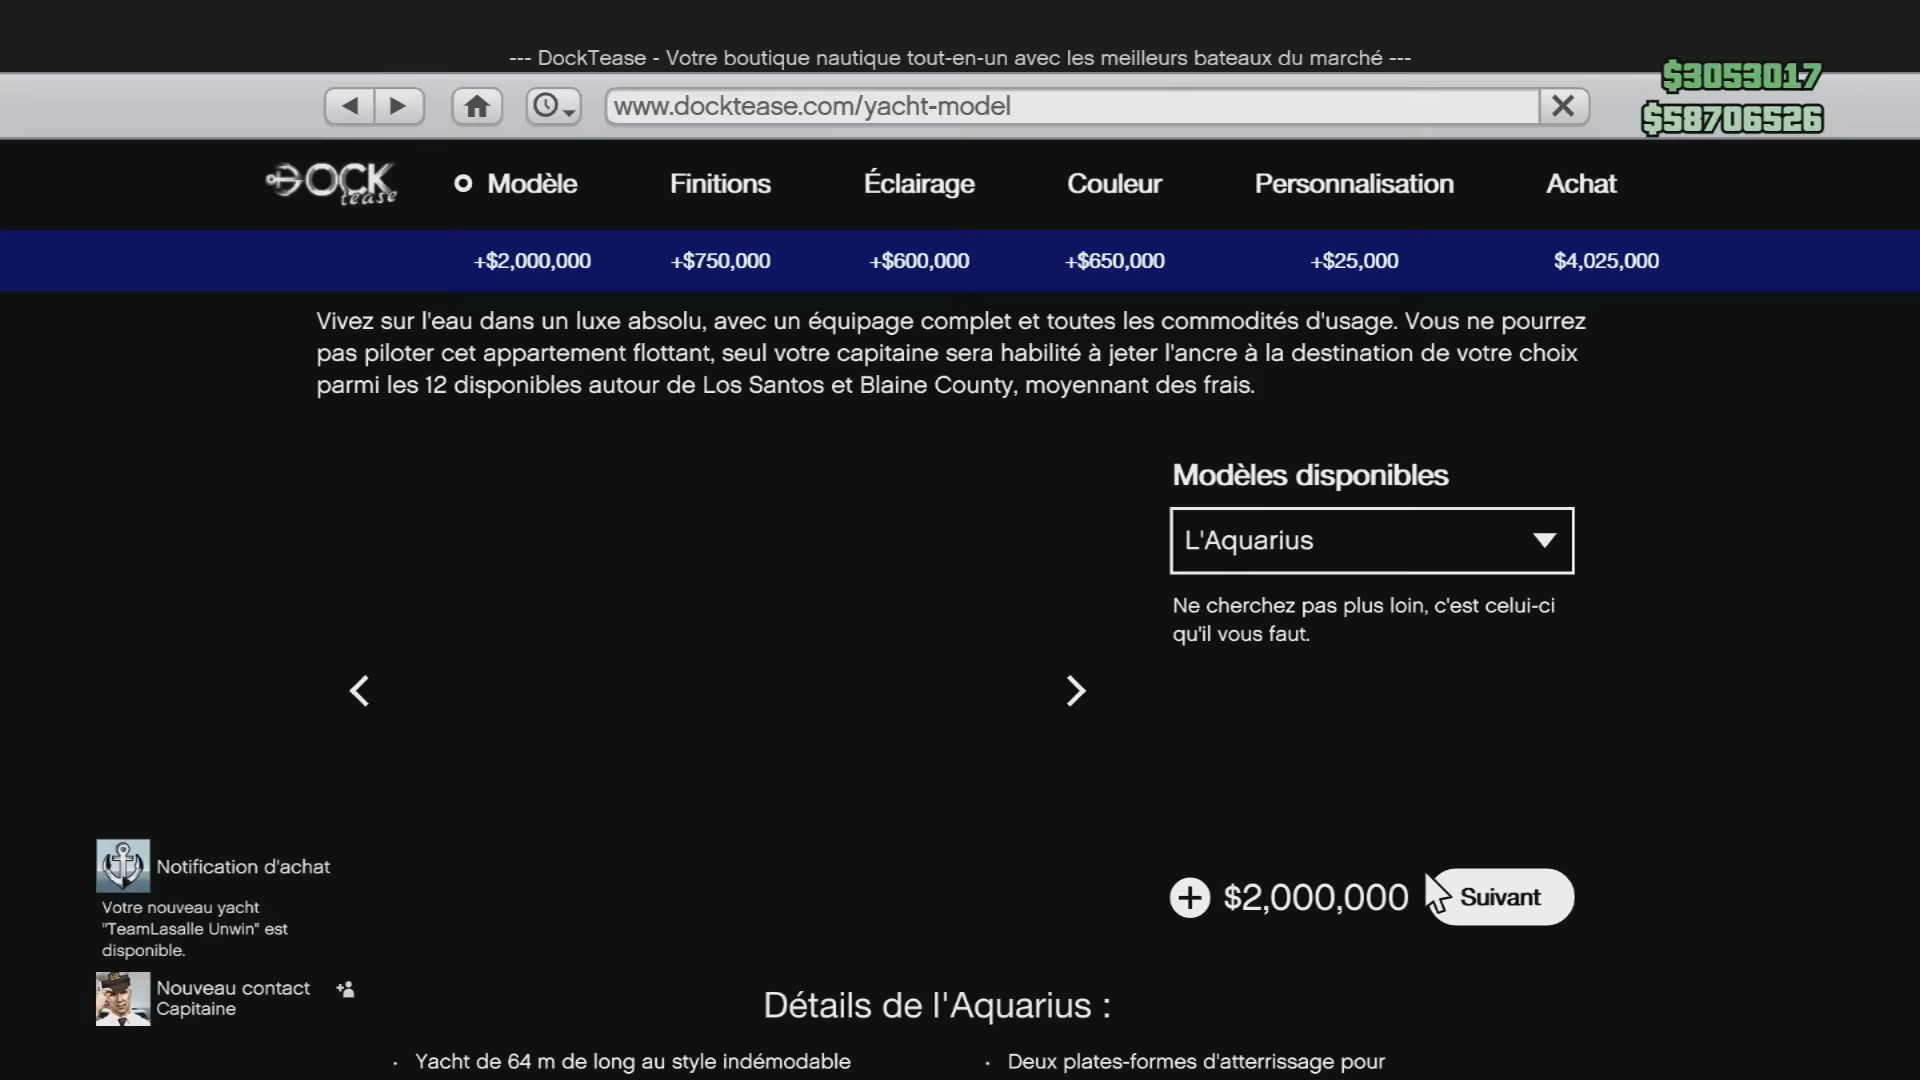 --- DockTease - Votre boutique nautique tout-en-un avec les meilleurs bateaux du marché ---
$3053017
www.docktease.com/yacht-model
$58706526
DOCK tease
Modèle Finitions Éclairage Couleur Personnalisation Achat
+$2,000,000 +$750,000 +$600,000 +$650,000 +$25,000 $4,025,000
Vivez sur l'eau dans un luxe absolu, avec un équipage complet et toutes les commodités d'usage. Vous ne pourrez
pas piloter cet appartement flottant, seul votre capitaine sera habilité à jeter l'ancre à la destination de votre choix
parmi les 12 disponibles autour de Los Santos et Blaine County, moyennant des frais.
Modèles disponibles
L'Aquarius
Ne cherchez pas plus loin, c'est celui-ci
qu'il vous faut.
$2,000,000 Suivant
Notification d'achat
Votre nouveau yacht
"TeamLasalle Unwin" est
disponible.
Nouveau contact
Capitaine
Détails de l'Aquarius :
· Yacht de 64 m de long au style indémodable
· Deux plates-formes d'atterrissage pour